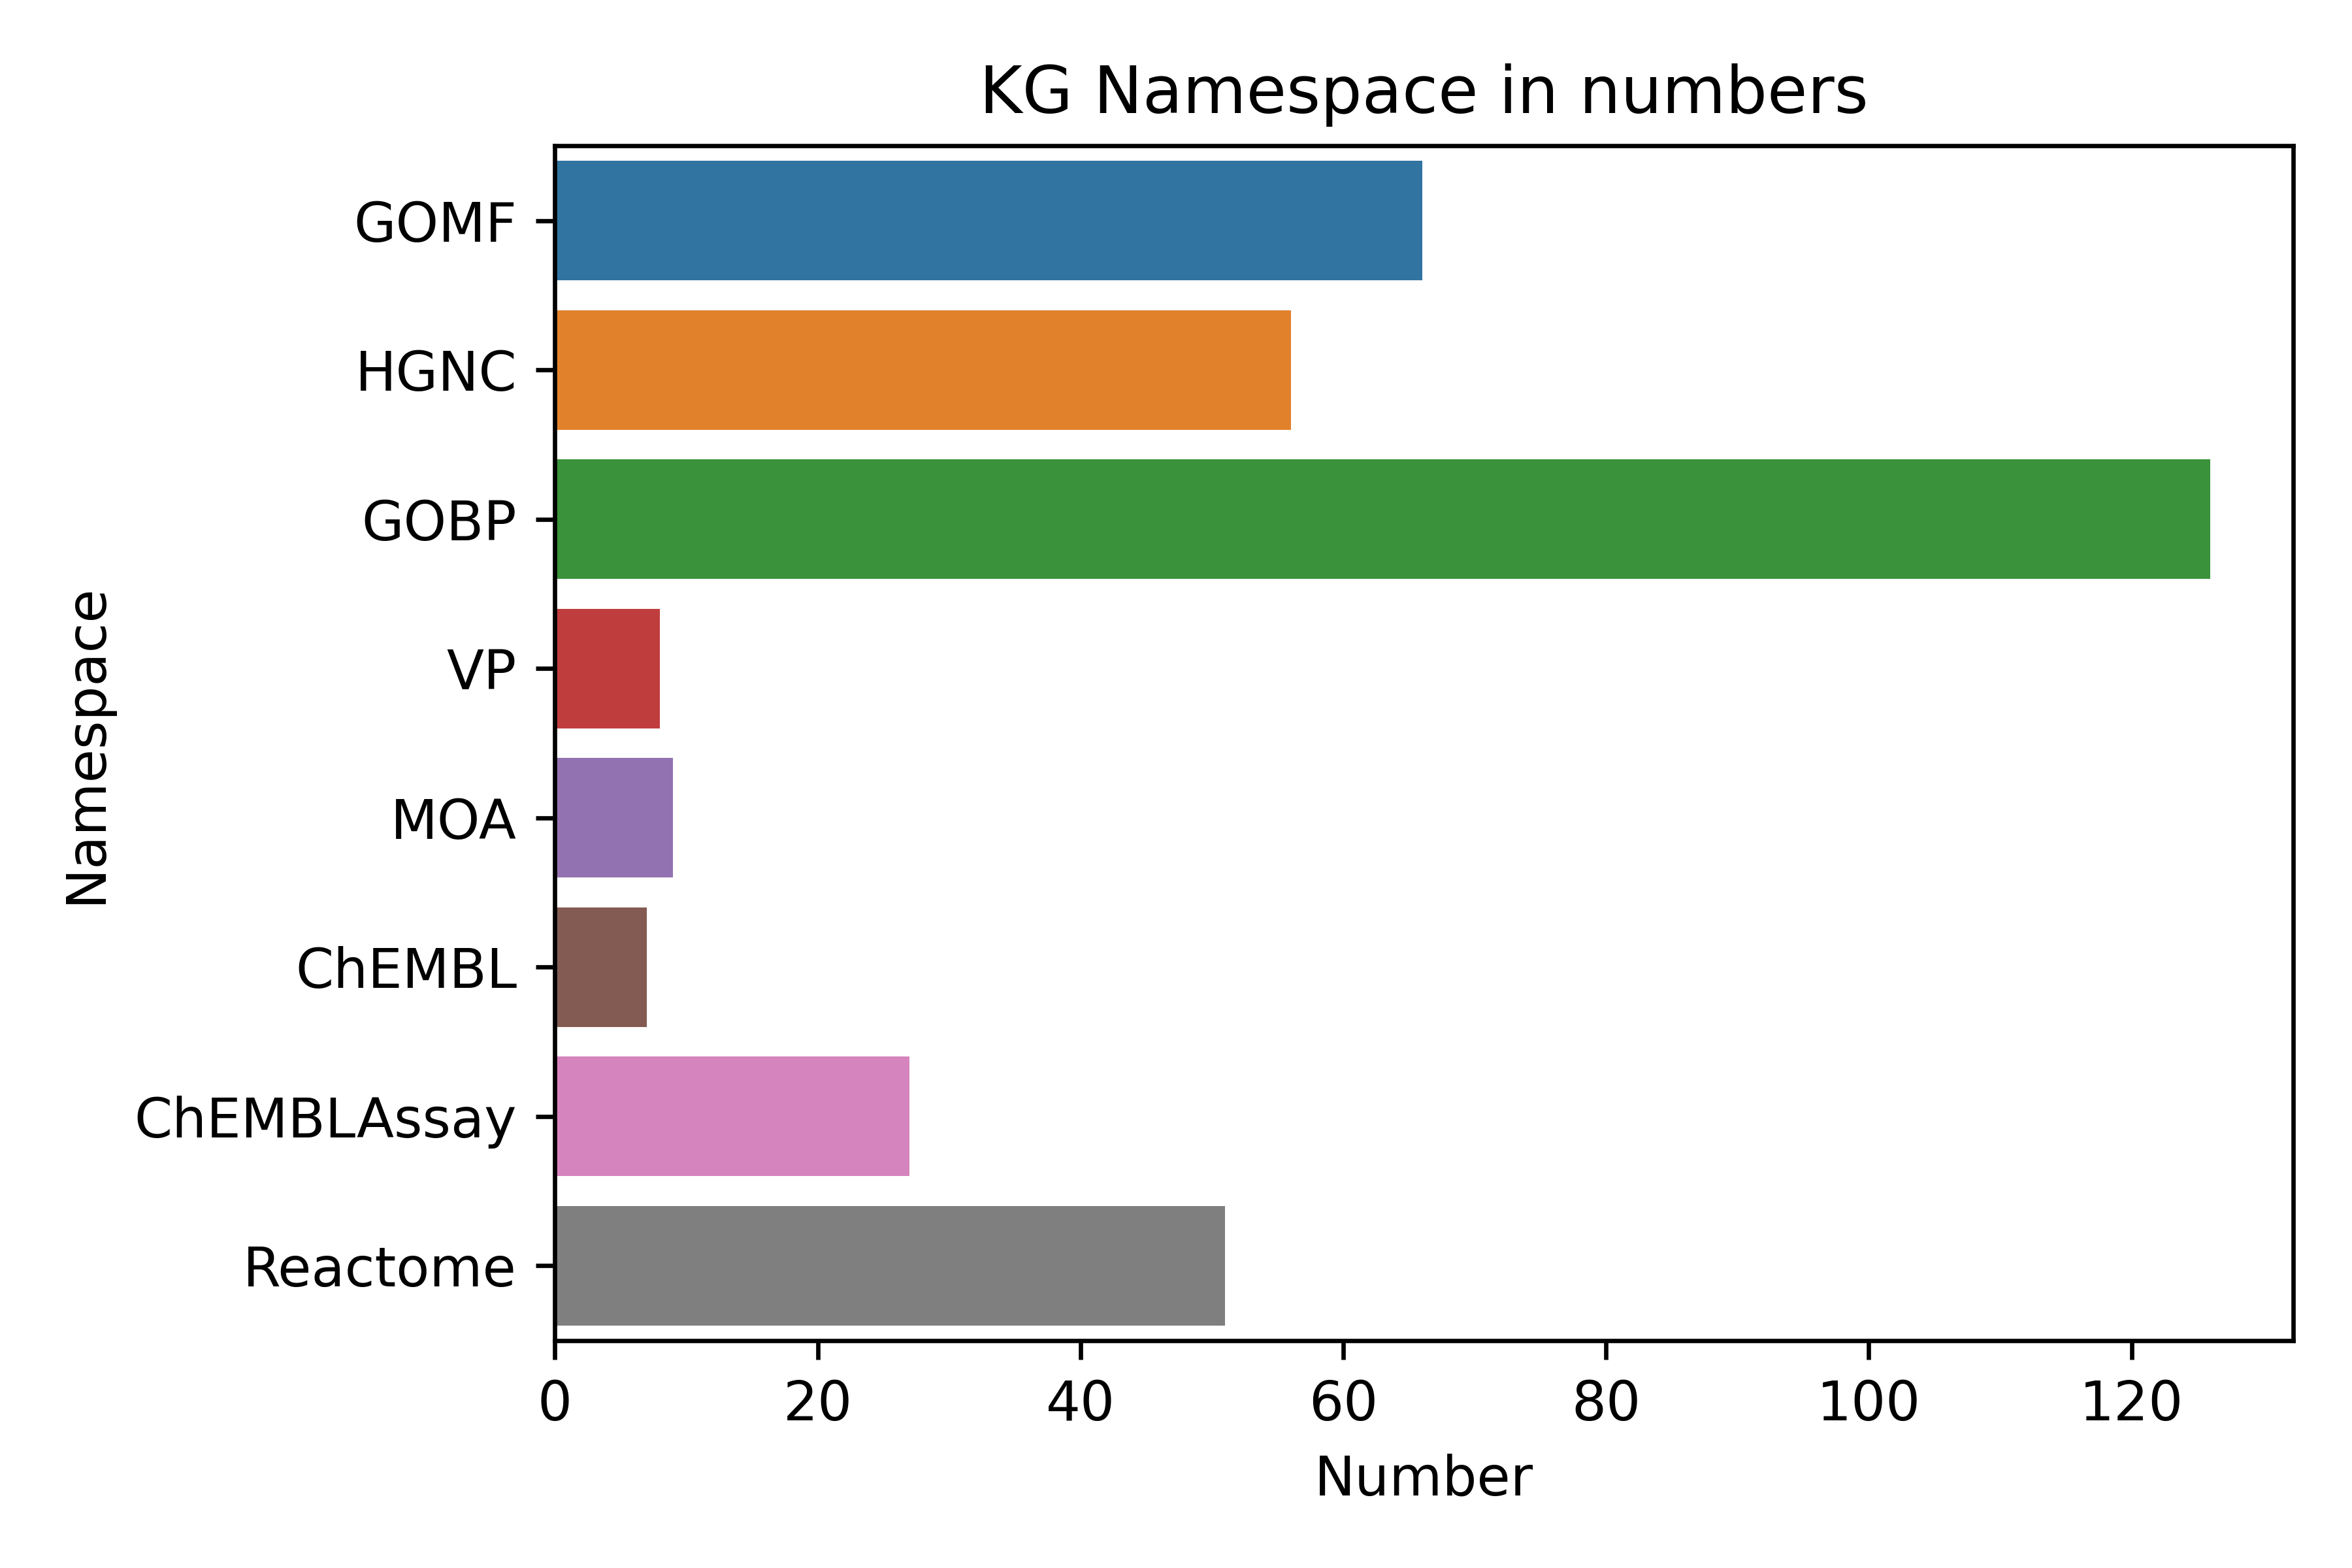 KG Namespace in numbers
GOMF
HGNC
GOBP
VP
MOA
ChEMBL
ChEMBLAssay
Reactome
Namespace
0 20 40 60 80 100 120
Number